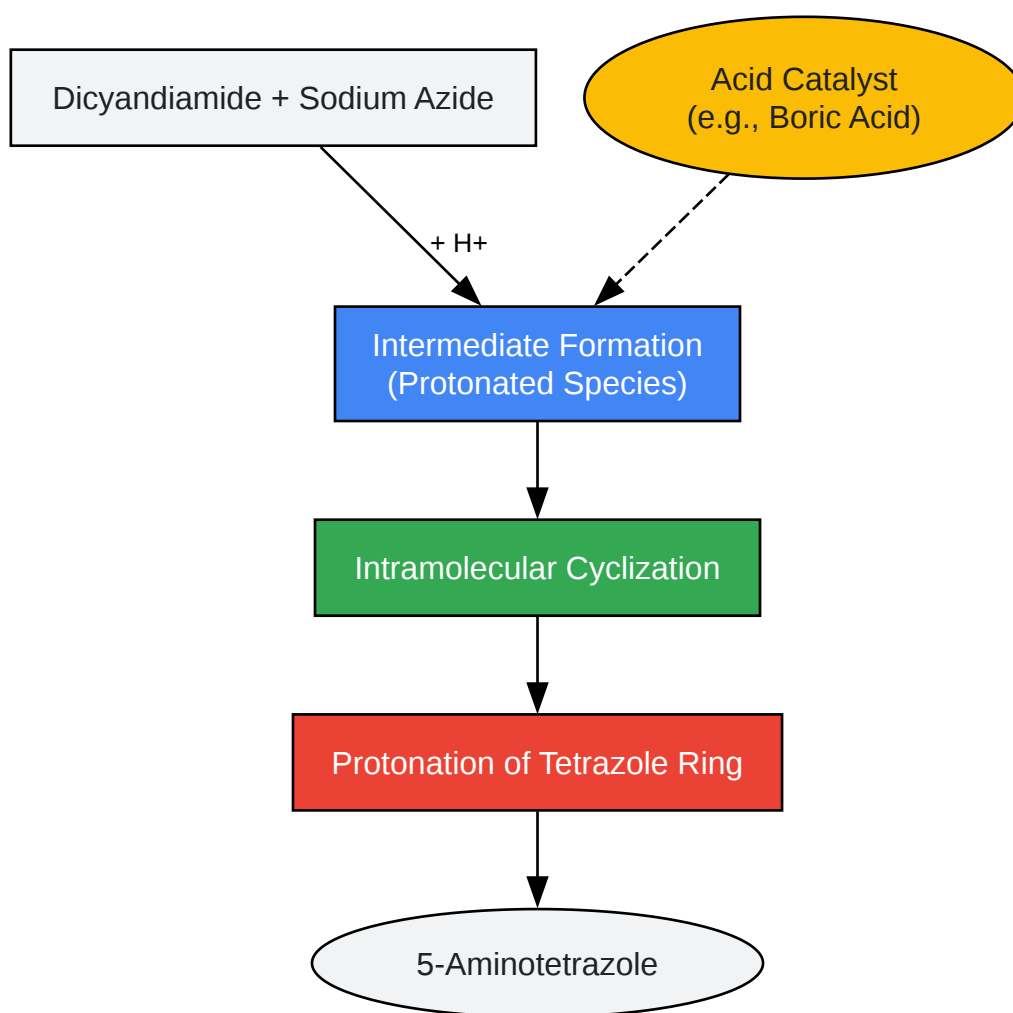 Dicyandiamide + Sodium Azide
Acid Catalyst
(e.g., Boric Acid)
+ H+
Intermediate Formation
(Protonated Species)
Intramolecular Cyclization
Protonation of Tetrazole Ring
5-Aminotetrazole